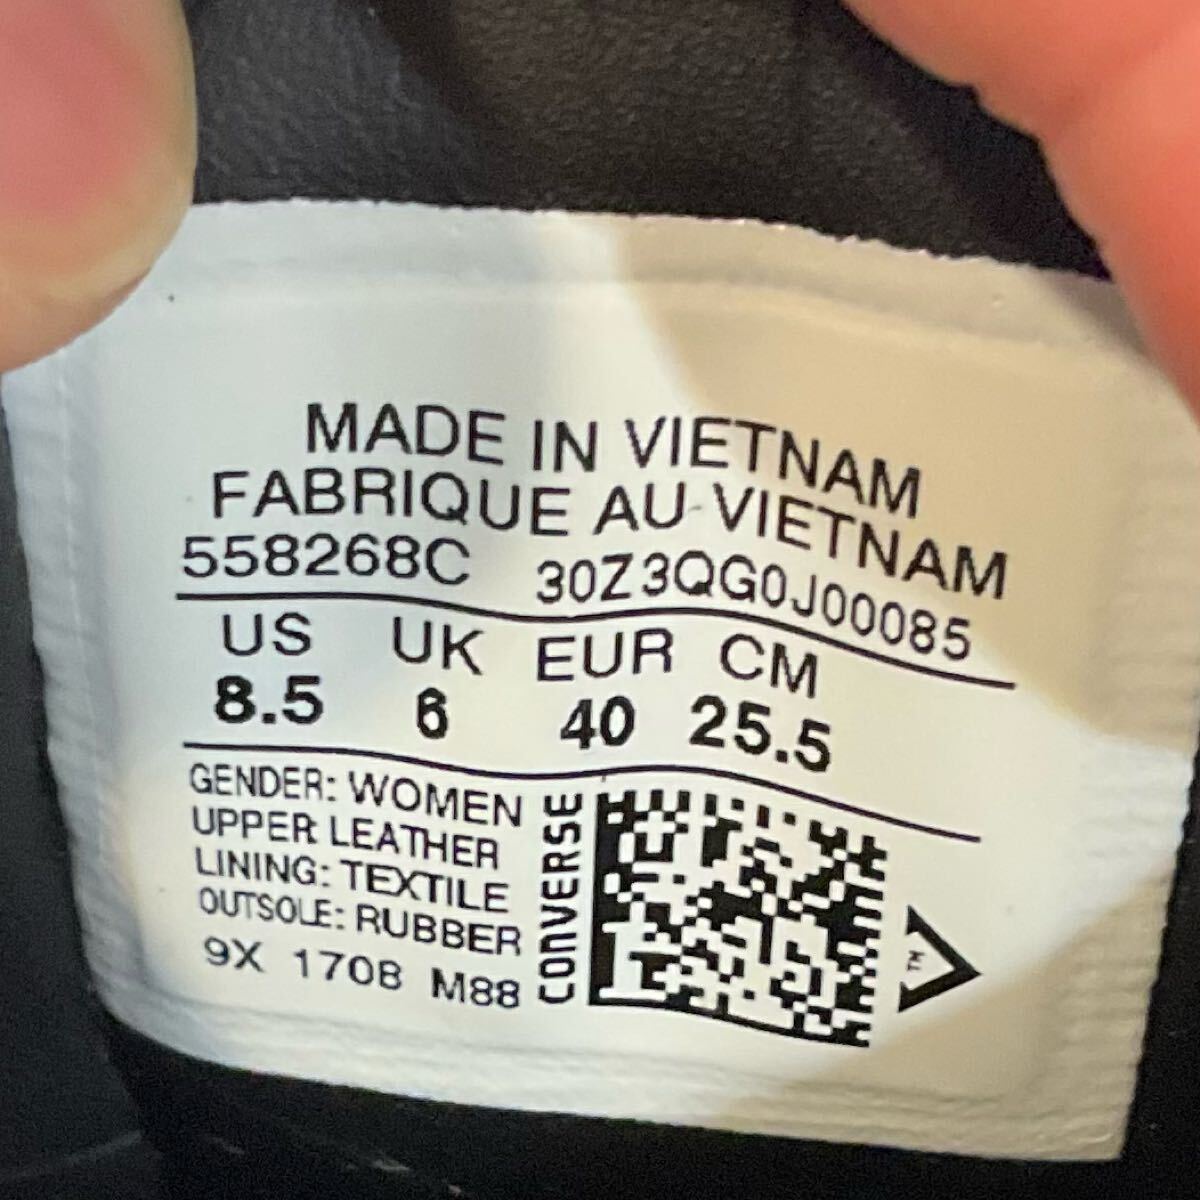 MADE IN VIETNAM
FABRIQUE AU VIETNAM
558268C 30Z3QG0J00085
US UK EUR CM
8.5 6 40 25.5
GENDER: WOMEN
UPPER: LEATHER
LINING: TEXTILE
OUTSOLE: RUBBER
9X 1708 M88
CONVERSE
TM